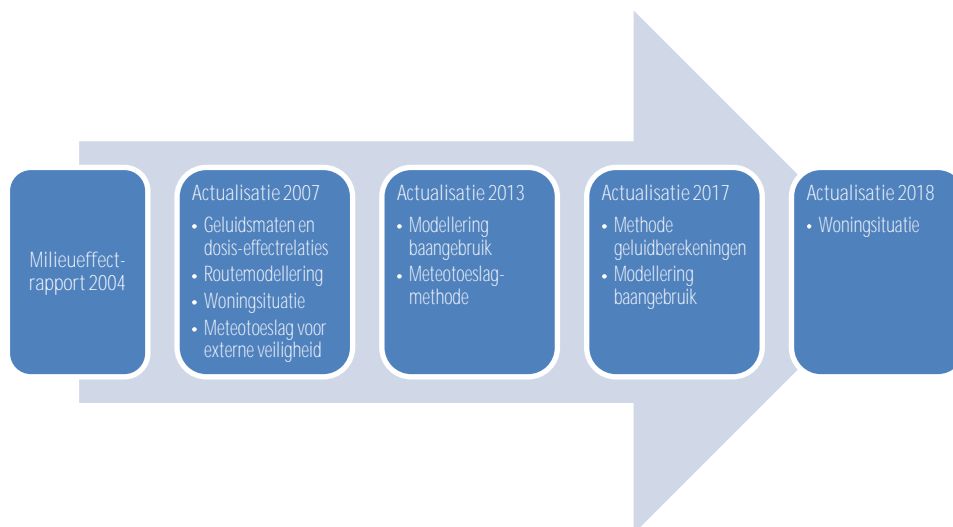 Milieueffect-
rapport 2004
Actualisatie 2007
• Geluidsmaten en
dosis-effectrelaties
• Routemodellering
• Woningsituatie
• Meteotoeslag voor
externe veiligheid
Actualisatie 2013
• Modellering
baangebruik
• Meteotoeslag-
methode
Actualisatie 2017
• Methode
geluidberekeningen
• Modellering
baangebruik
Actualisatie 2018
• Woningsituatie